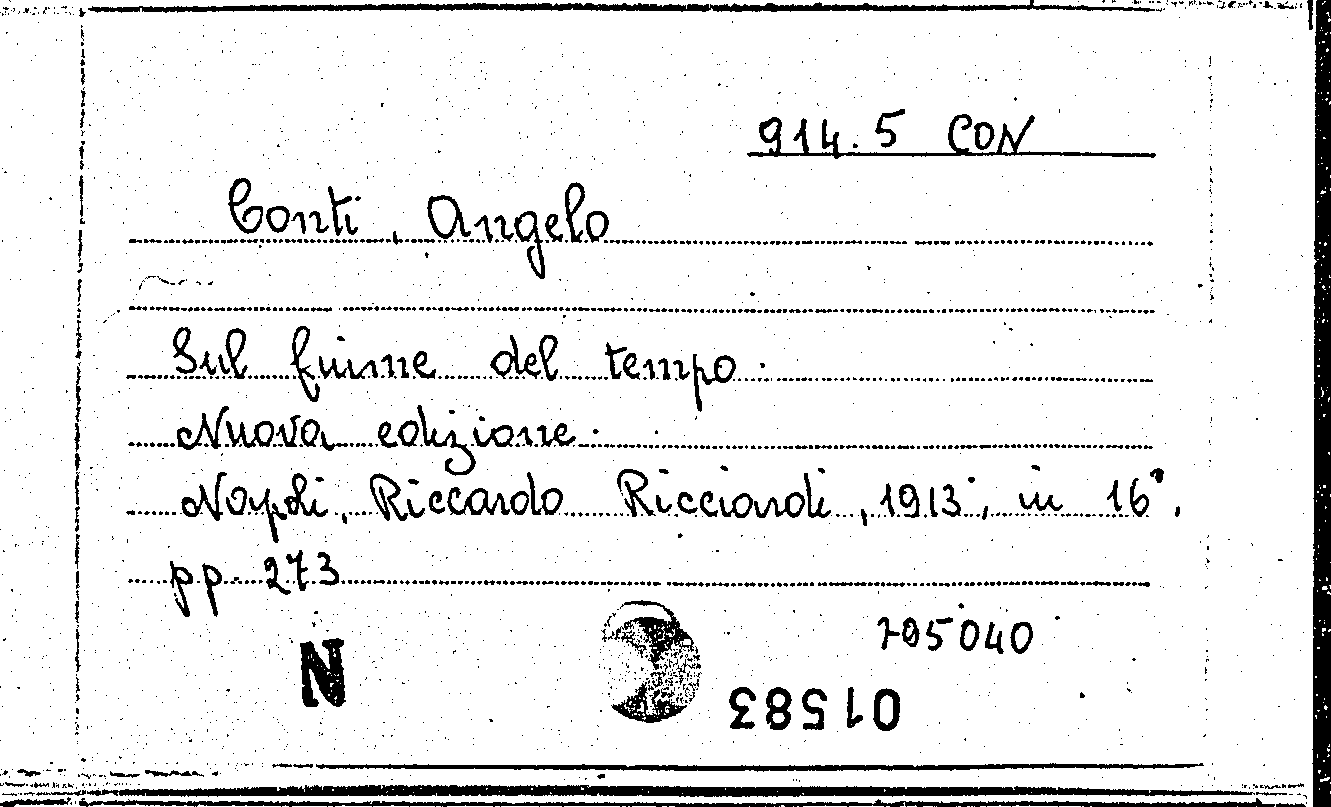 914.5 CON
Conti, Angelo
Sul fiume del tempo.
Nuova edizione.
Napoli, Riccardo Ricciardi, 1913, in 16°,
pp. 273
705040
N
01583